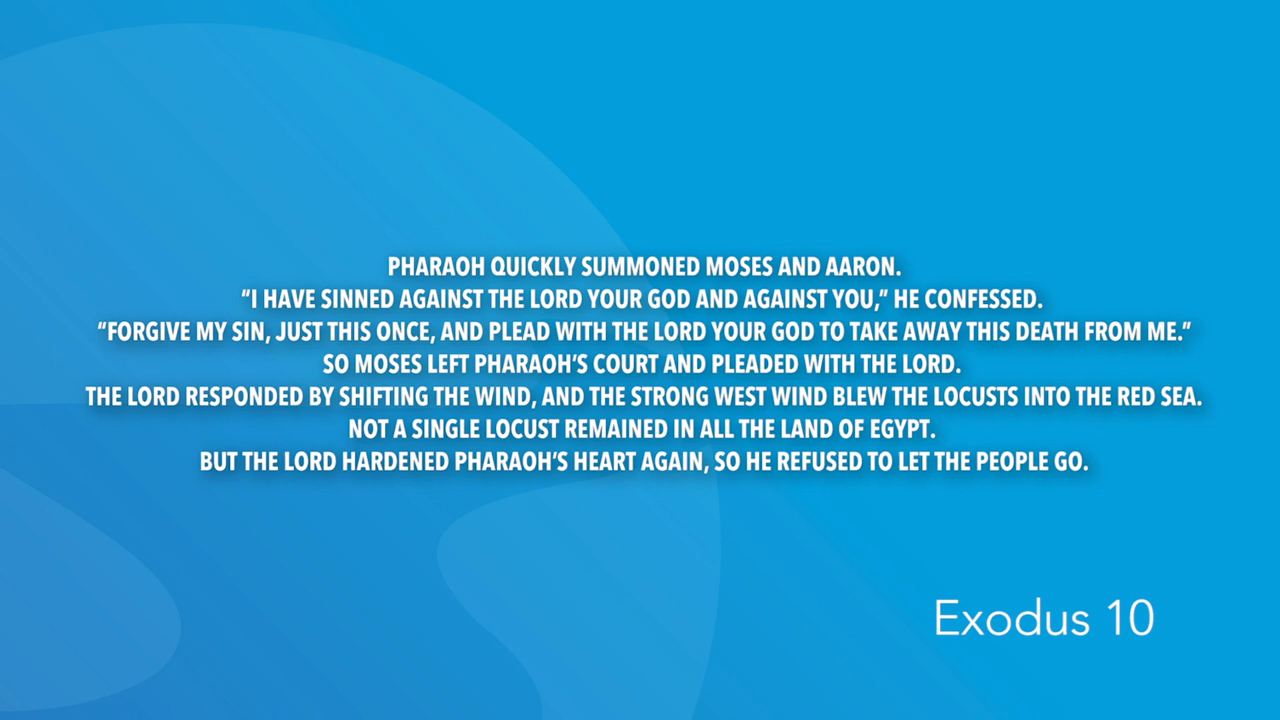 PHARAOH QUICKLY SUMMONED MOSES AND AARON.
“I HAVE SINNED AGAINST THE LORD YOUR GOD AND AGAINST YOU,” HE CONFESSED.
“FORGIVE MY SIN, JUST THIS ONCE, AND PLEAD WITH THE LORD YOUR GOD TO TAKE AWAY THIS DEATH FROM ME.”
SO MOSES LEFT PHARAOH’S COURT AND PLEADED WITH THE LORD.
THE LORD RESPONDED BY SHIFTING THE WIND, AND THE STRONG WEST WIND BLEW THE LOCUSTS INTO THE RED SEA.
NOT A SINGLE LOCUST REMAINED IN ALL THE LAND OF EGYPT.
BUT THE LORD HARDENED PHARAOH’S HEART AGAIN, SO HE REFUSED TO LET THE PEOPLE GO.
Exodus 10